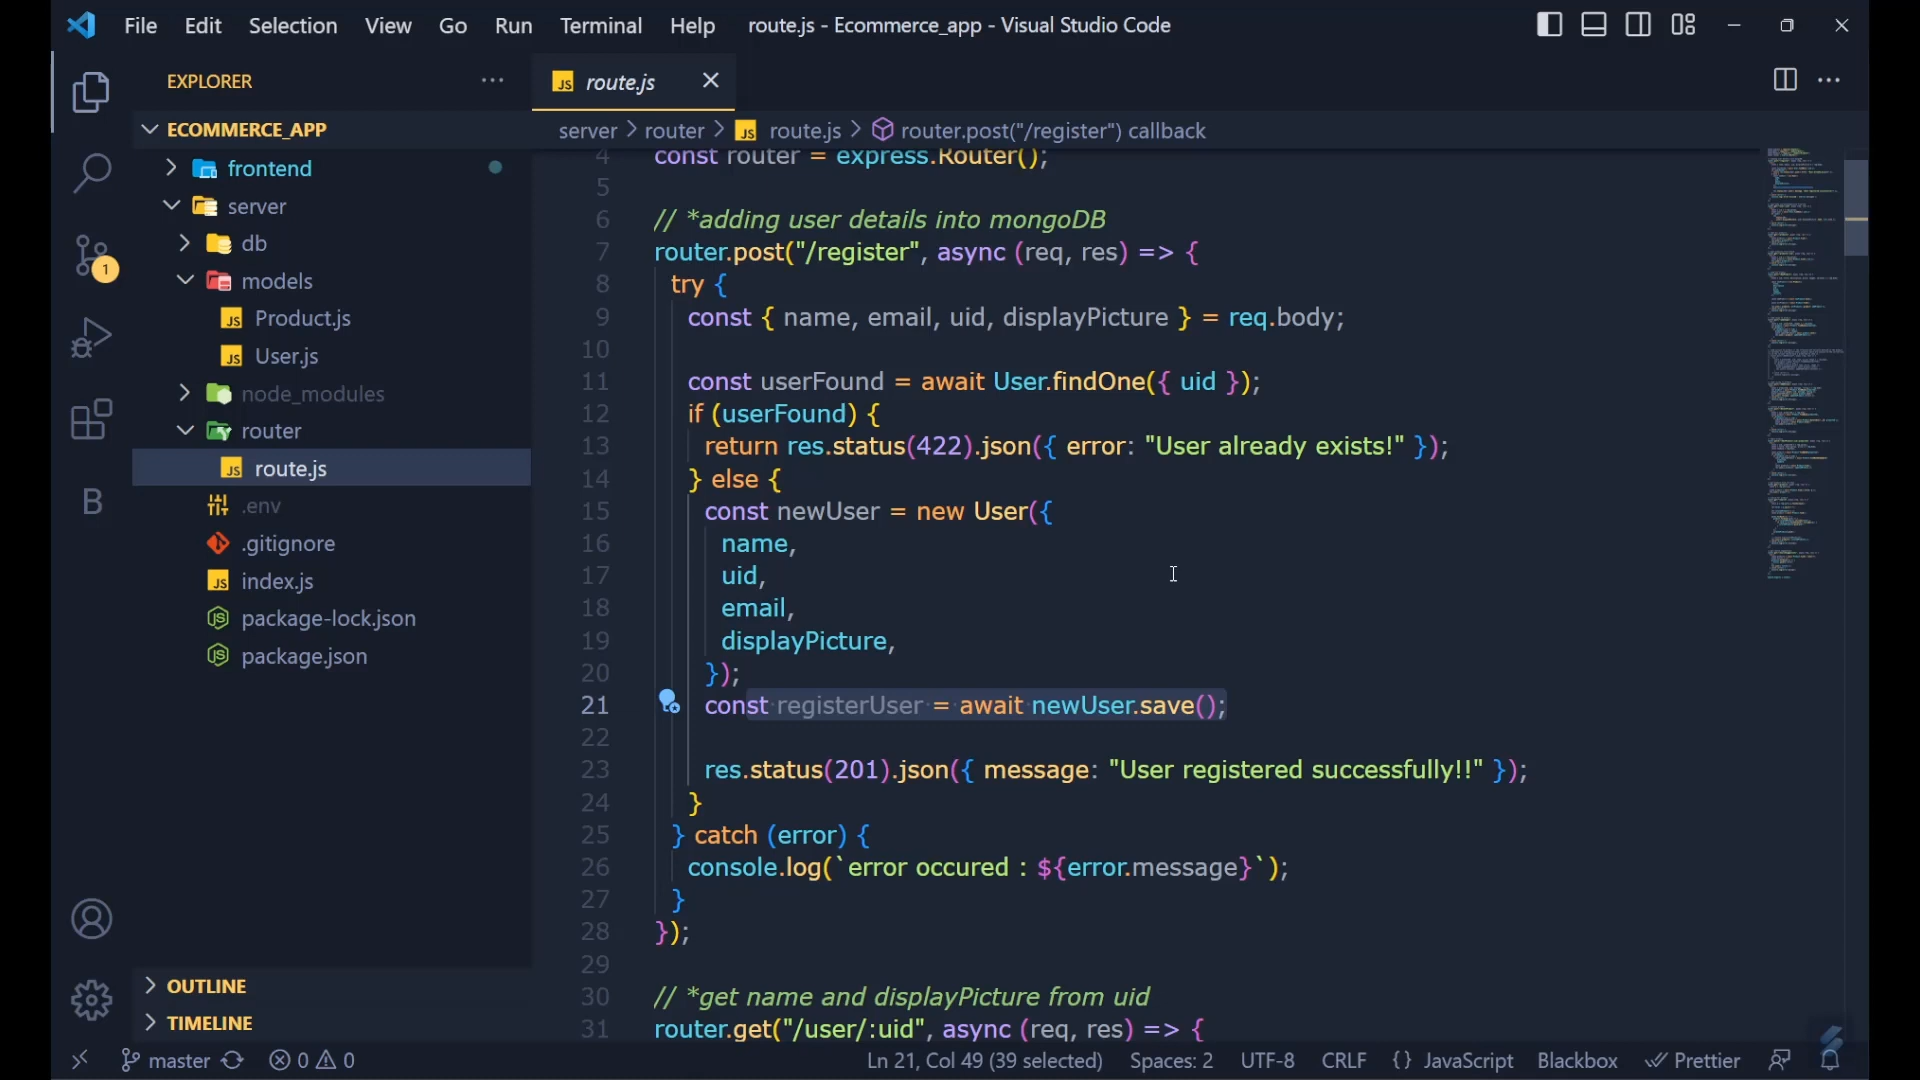 File Edit Selection View Go Run Terminal Help route.js - Ecommerce_app - Visual Studio Code
EXPLORER
ECOMMERCE_APP
frontend
server
db
models
Product.js
User.js
node_modules
router
route.js
.env
.gitignore
index.js
package-lock.json
package.json
OUTLINE
TIMELINE
1
B
JS route.js
server > router > JS route.js > router.post("/register") callback
4 const router = express.Router();
5
6 // *adding user details into mongoDB
7 router.post("/register", async (req, res) => {
8 try {
9 const { name, email, uid, displayPicture } = req.body;
10
11 const userFound = await User.findOne({ uid });
12 if (userFound) {
13 return res.status(422).json({ error: "User already exists!" });
14 } else {
15 const newUser = new User({
16 name,
17 uid,
18 email,
19 displayPicture,
20 });
21 const registerUser = await newUser.save();
22
23 res.status(201).json({ message: "User registered successfully!!" });
24 }
25 } catch (error) {
26 console.log(`error occured : ${error.message}`);
27 }
28 });
29
30 // *get name and displayPicture from uid
31 router.get("/user/:uid", async (req, res) => {
master 0 0 Ln 21, Col 49 (39 selected) Spaces: 2 UTF-8 CRLF {} JavaScript Blackbox Prettier